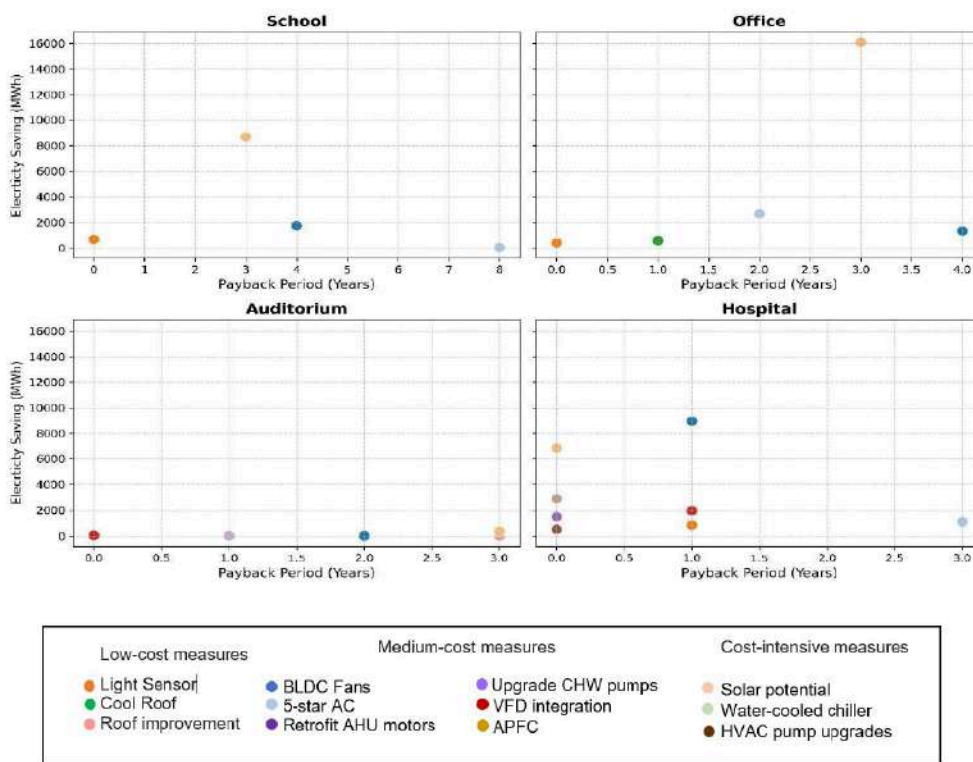 School
Office
16000
14000
12000
10000
8000
6000
4000
2000
0
Elecrticty Saving (MWh)
0 1 2 3 4 5 6 7 8
0.0 0.5 1.0 1.5 2.0 2.5 3.0 3.5 4.0
Payback Period (Years)
Payback Period (Years)
Auditorium
Hospital
16000
14000
12000
10000
8000
6000
4000
2000
0
Elecrticty Saving (MWh)
0.0 0.5 1.0 1.5 2.0 2.5 3.0
0.0 0.5 1.0 1.5 2.0 2.5 3.0
Payback Period (Years)
Payback Period (Years)
Low-cost measures
Light Sensor
Cool Roof
Roof improvement
Medium-cost measures
BLDC Fans
5-star AC
Retrofit AHU motors
Upgrade CHW pumps
VFD integration
APFC
Cost-intensive measures
Solar potential
Water-cooled chiller
HVAC pump upgrades